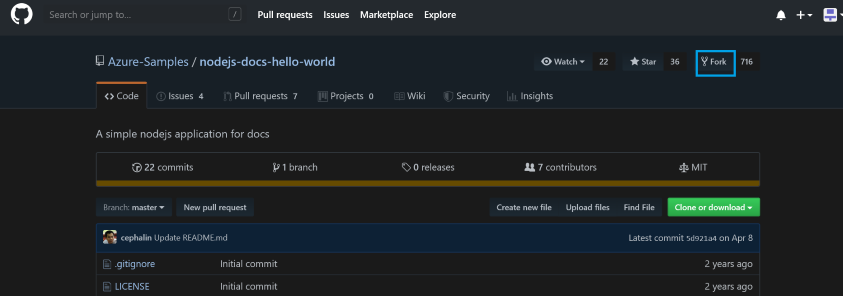 Search or jump to... / Pull requests Issues Marketplace Explore
Azure-Samples / nodejs-docs-hello-world Watch 22 Star 36 Fork 716
Code Issues 4 Pull requests 7 Projects 0 Wiki Security Insights
A simple nodejs application for docs
22 commits 1 branch 0 releases 7 contributors MIT
Branch: master New pull request Create new file Upload files Find File Clone or download
cephalin Update README.md Latest commit 5d921a4 on Apr 8
.gitignore Initial commit 2 years ago
LICENSE Initial commit 2 years ago